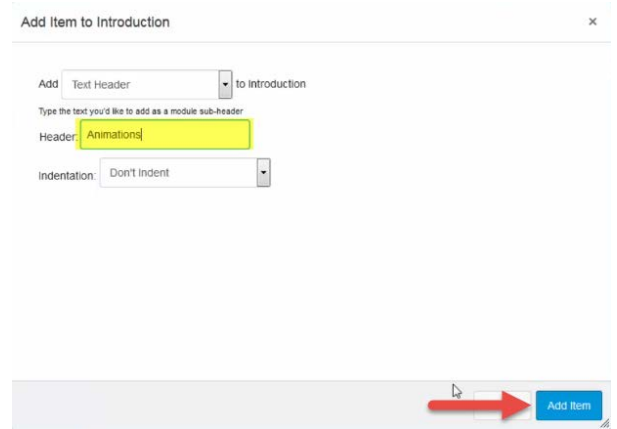 Add Item to Introduction ×
Add Text Header to Introduction
Type the text you'd like to add as a module sub-header
Header: Animations
Indentation: Don't Indent
Add Item